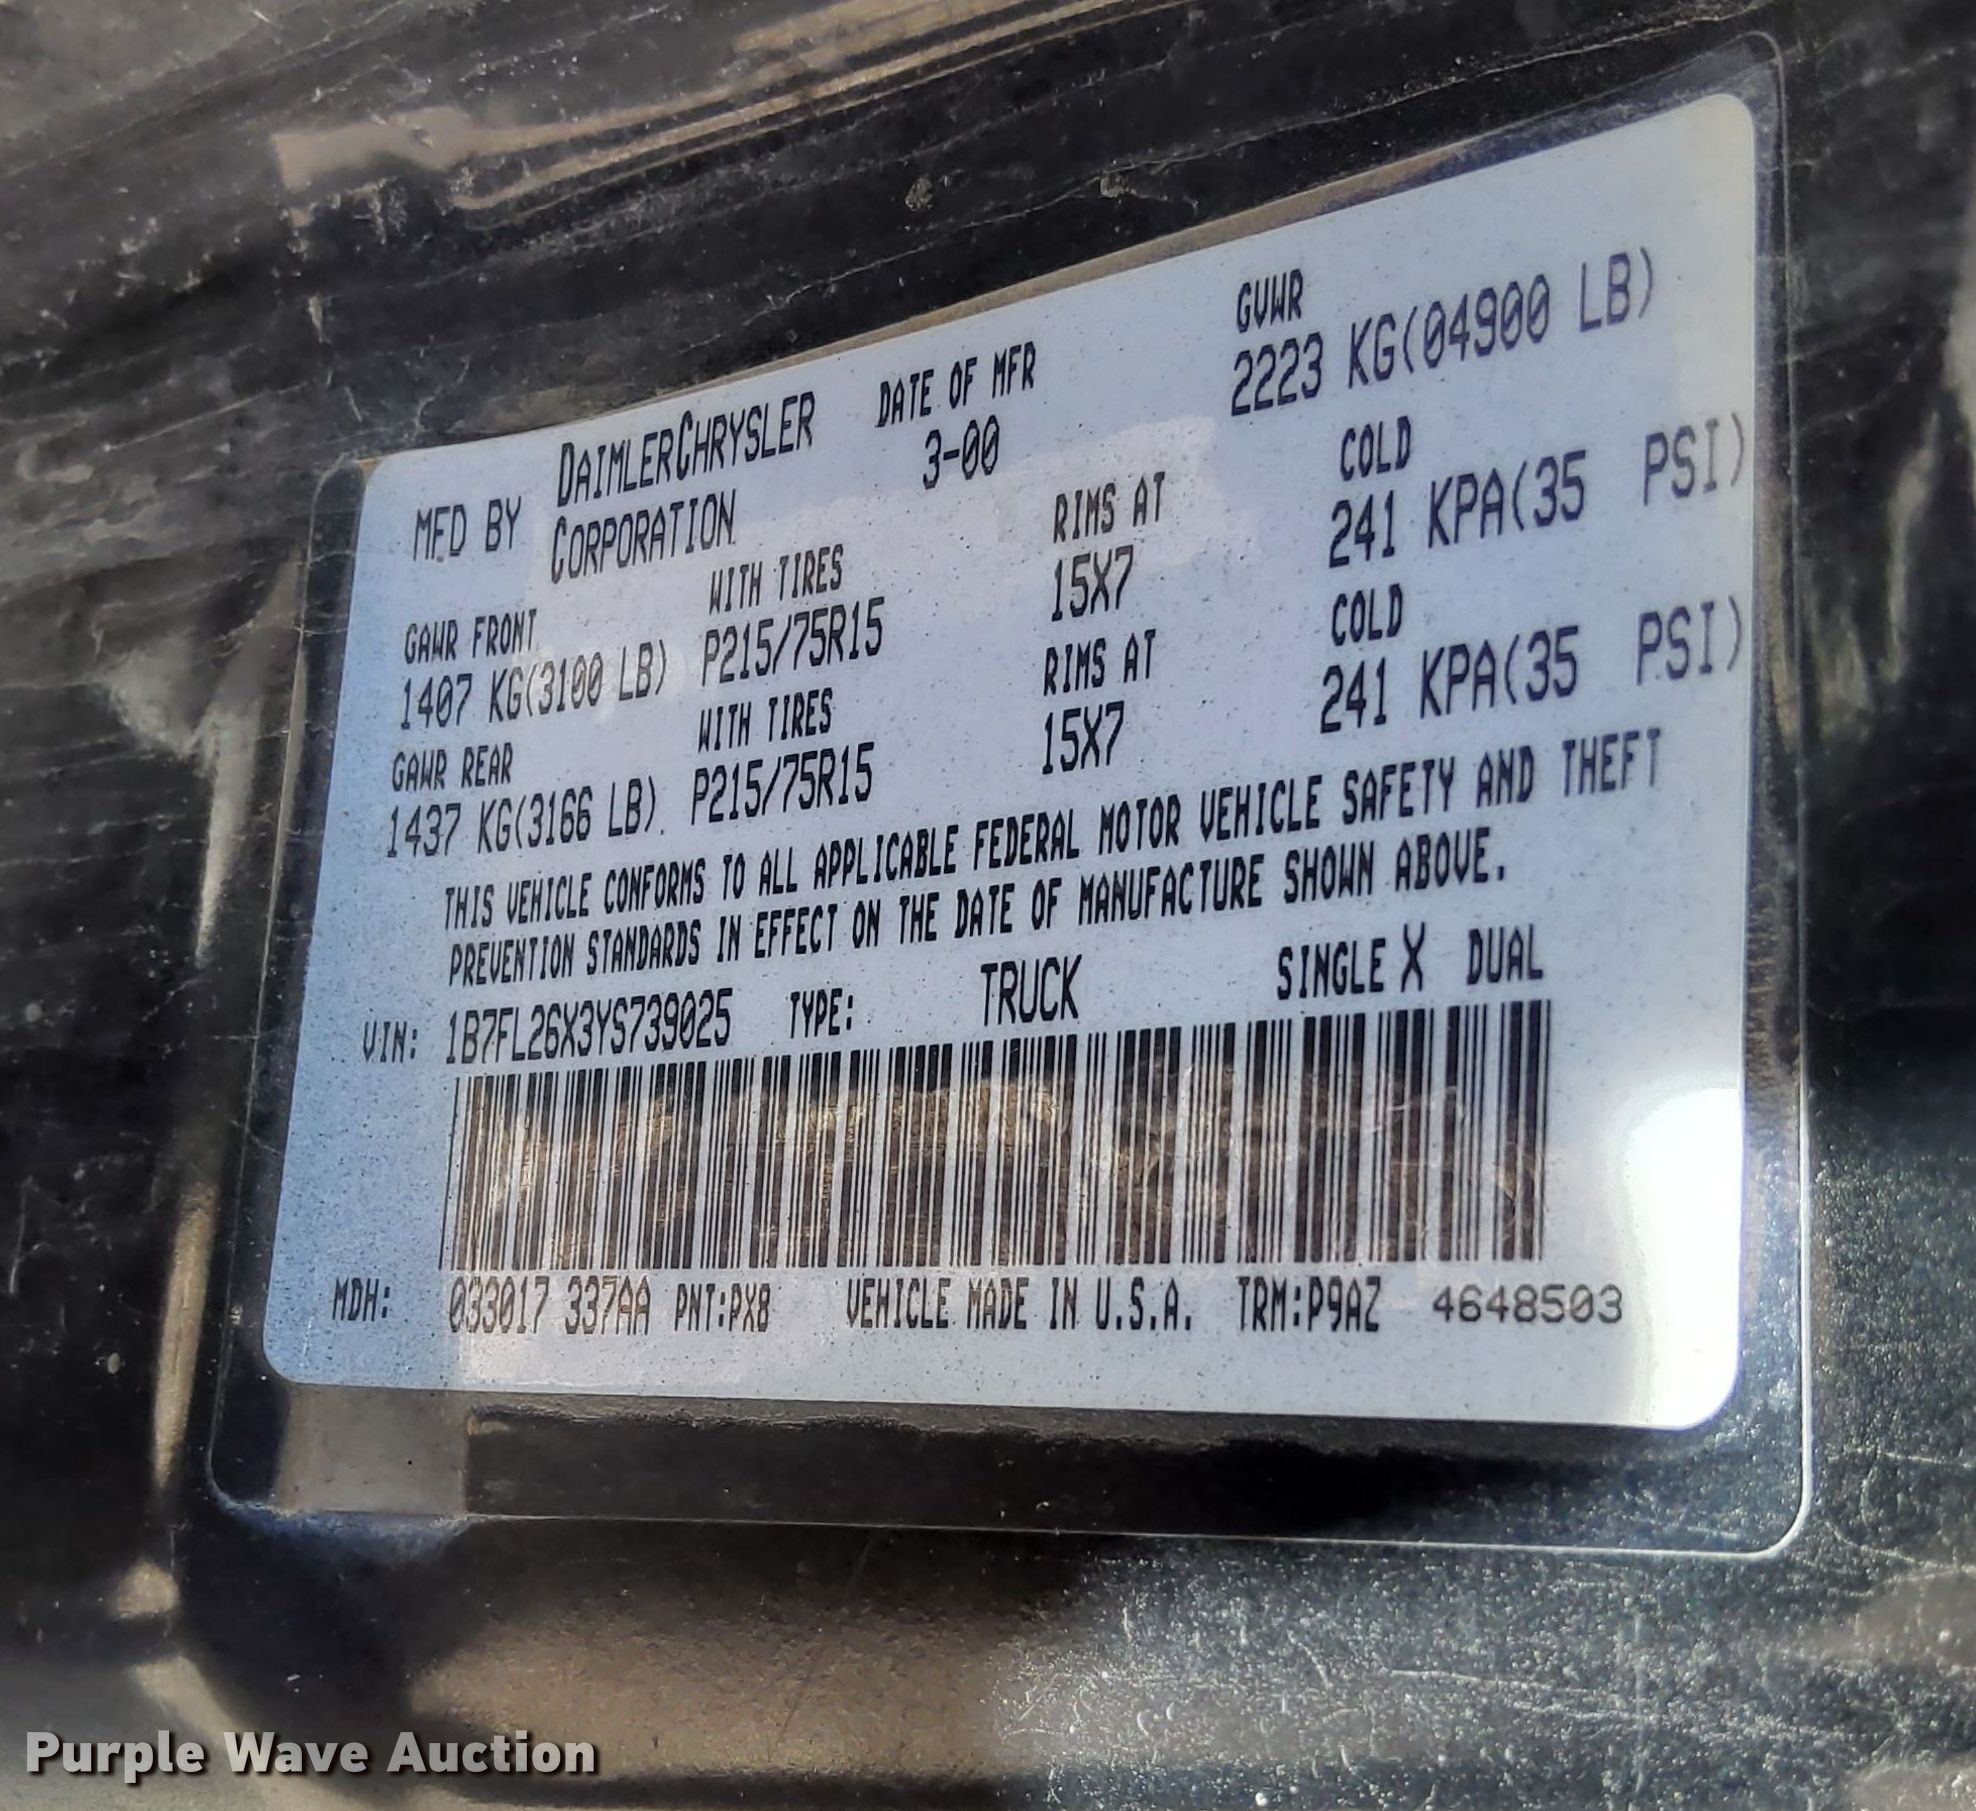 MFD BY DAIMLERCHRYSLER CORPORATION DATE OF MFR 3-00 GVWR 2223 KG(04900 LB)
GAWR FRONT WITH TIRES RIMS AT COLD
1407 KG(3100 LB) P215/75R15 15X7 241 KPA(35 PSI)
GAWR REAR WITH TIRES RIMS AT COLD
1437 KG(3166 LB) P215/75R15 15X7 241 KPA(35 PSI)
THIS VEHICLE CONFORMS TO ALL APPLICABLE FEDERAL MOTOR VEHICLE SAFETY AND THEFT
PREVENTION STANDARDS IN EFFECT ON THE DATE OF MANUFACTURE SHOWN ABOVE.
VIN: 1B7FL26X3YS739025 TYPE: TRUCK SINGLE X DUAL
MDH: 033017 337AA PNT:PX8 VEHICLE MADE IN U.S.A. TRM:P9AZ 4648503
Purple Wave Auction